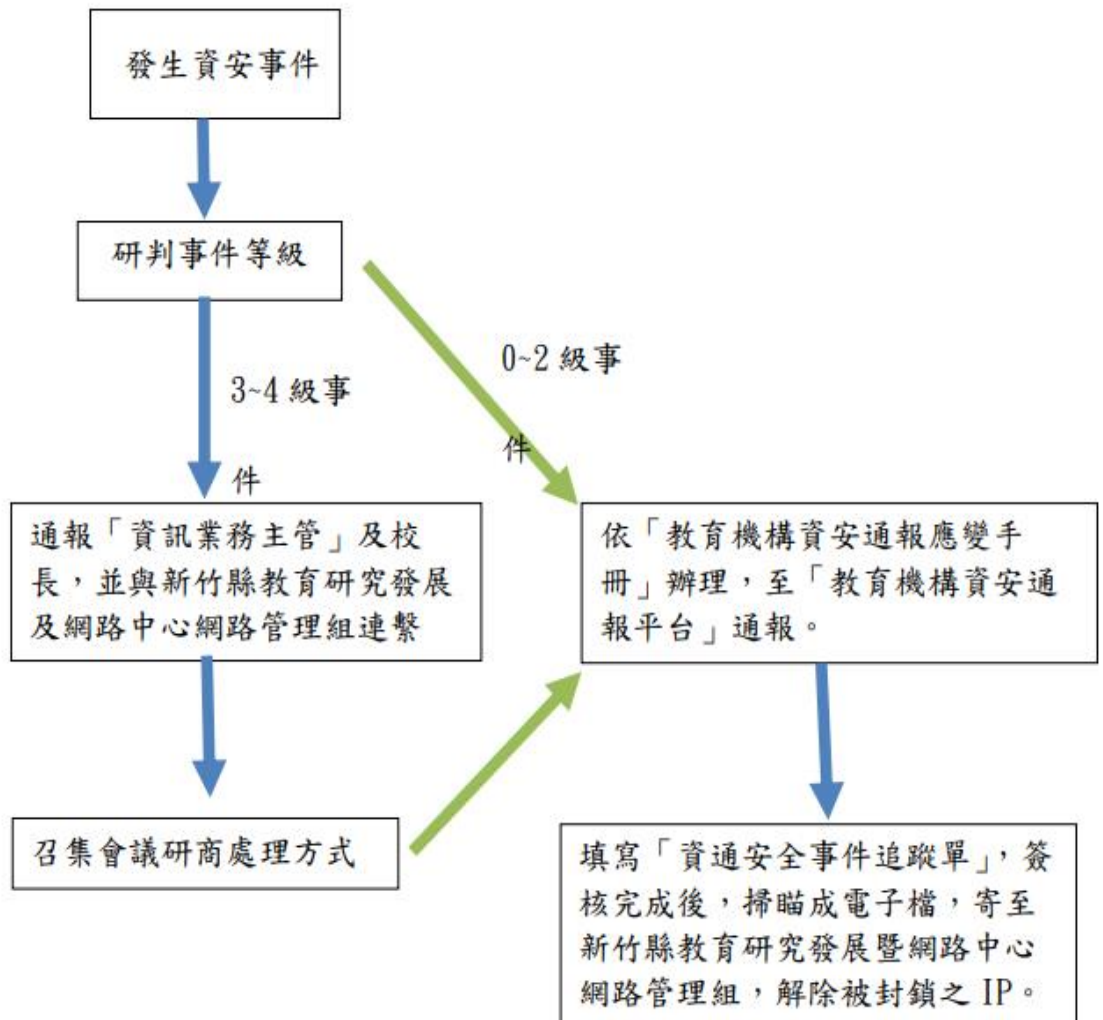 發生資安事件
研判事件等級
3~4 級事
件
0~2 級事
件
通報「資訊業務主管」及校
長，並與新竹縣教育研究發展
及網路中心網路管理組連繫
依「教育機構資安通報應變手
冊」辦理，至「教育機構資安通
報平台」通報。
召集會議研商處理方式
填寫「資通安全事件追蹤單」，簽
核完成後，掃瞄成電子檔，寄至
新竹縣教育研究發展暨網路中心
網路管理組，解除被封鎖之 IP。